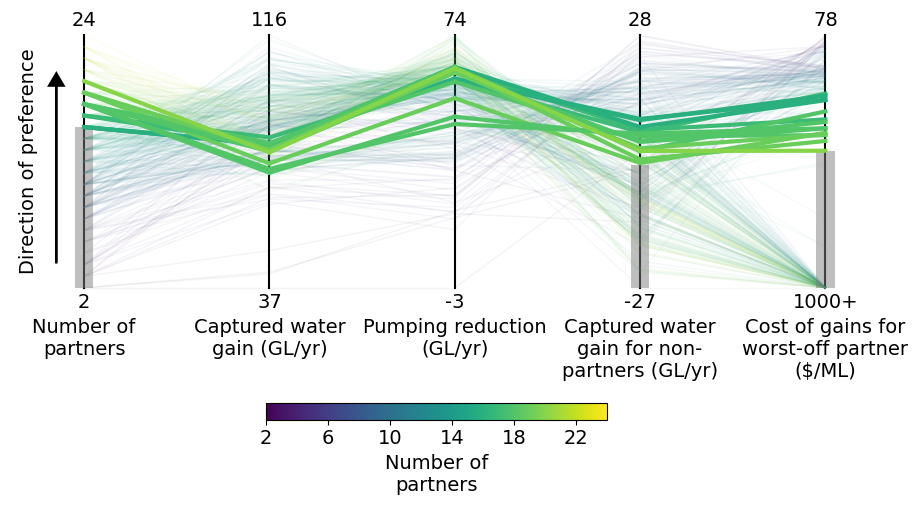 24
116
74
28
78
Direction of preference
2
37
-3
-27
1000+
Number of
partners
Captured water
gain (GL/yr)
Pumping reduction
(GL/yr)
Captured water
gain for non-
partners (GL/yr)
Cost of gains for
worst-off partner
($/ML)
2
6
10
14
18
22
Number of
partners